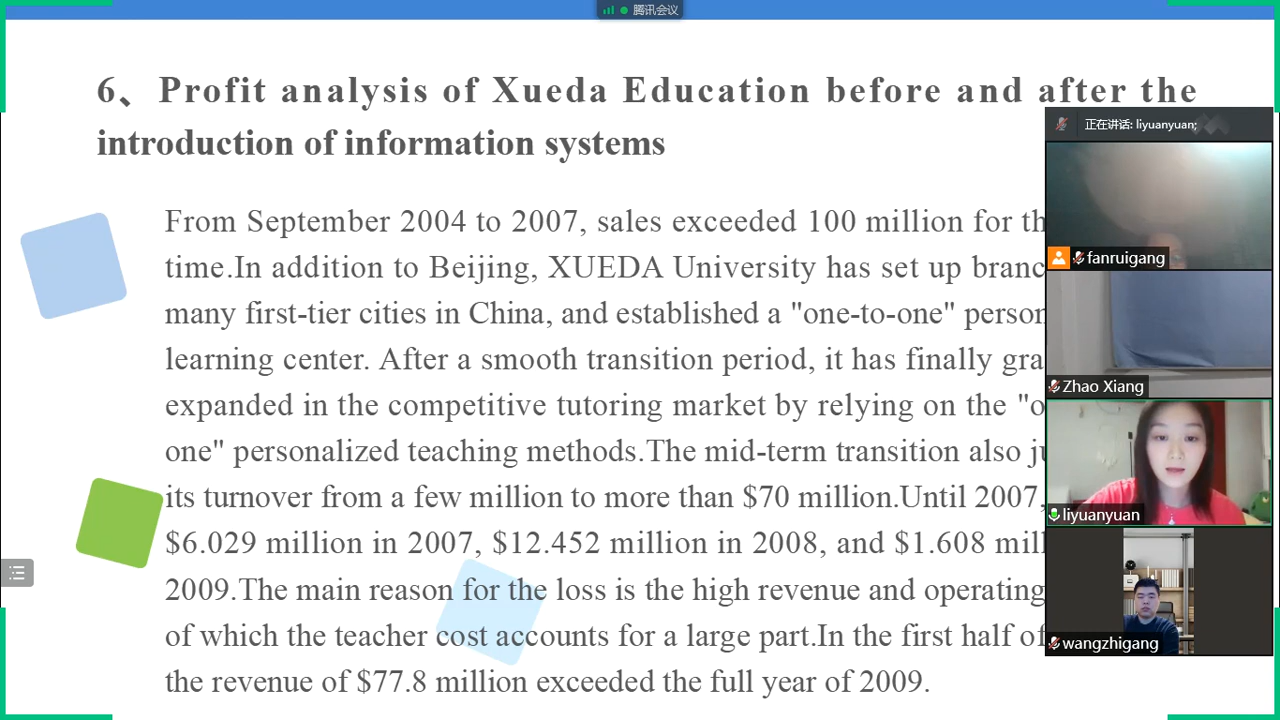 腾讯会议
6、Profit analysis of Xueda Education before and after the
introduction of information systems
From September 2004 to 2007, sales exceeded 100 million for
time.In addition to Beijing, XUEDA University has set up
many first-tier cities in China, and established a "one-to-one"
learning center. After a smooth transition period, it has finally
expanded in the competitive tutoring market by relying on the
one" personalized teaching methods.The mid-term transition also
its turnover from a few million to more than $70 million.Until 2007,
$6.029 million in 2007, $12.452 million in 2008, and $1.608
2009.The main reason for the loss is the high revenue and operating
of which the teacher cost accounts for a large part.In the first half of
the revenue of $77.8 million exceeded the full year of 2009.
正在讲话: liyuanyuan;
fanruigang
Zhao Xiang
liyuanyuan
wangzhigang